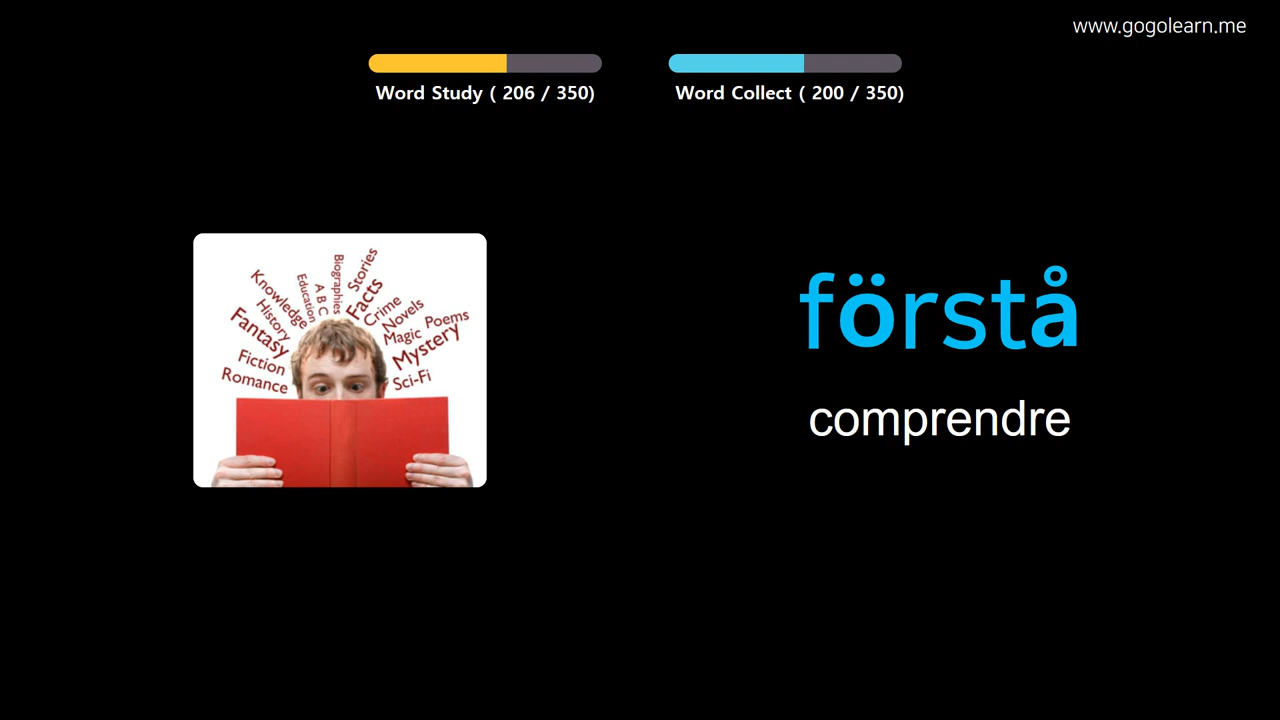 www.gogolearn.me
Word Study ( 206 / 350)
Word Collect ( 200 / 350)
Stories
Biographies
Facts
A B C
Education
Knowledge
History
Crime
Novels
Poems
Magic
Fantasy
Mystery
Fiction
Sci-Fi
Romance
förstå
comprendre